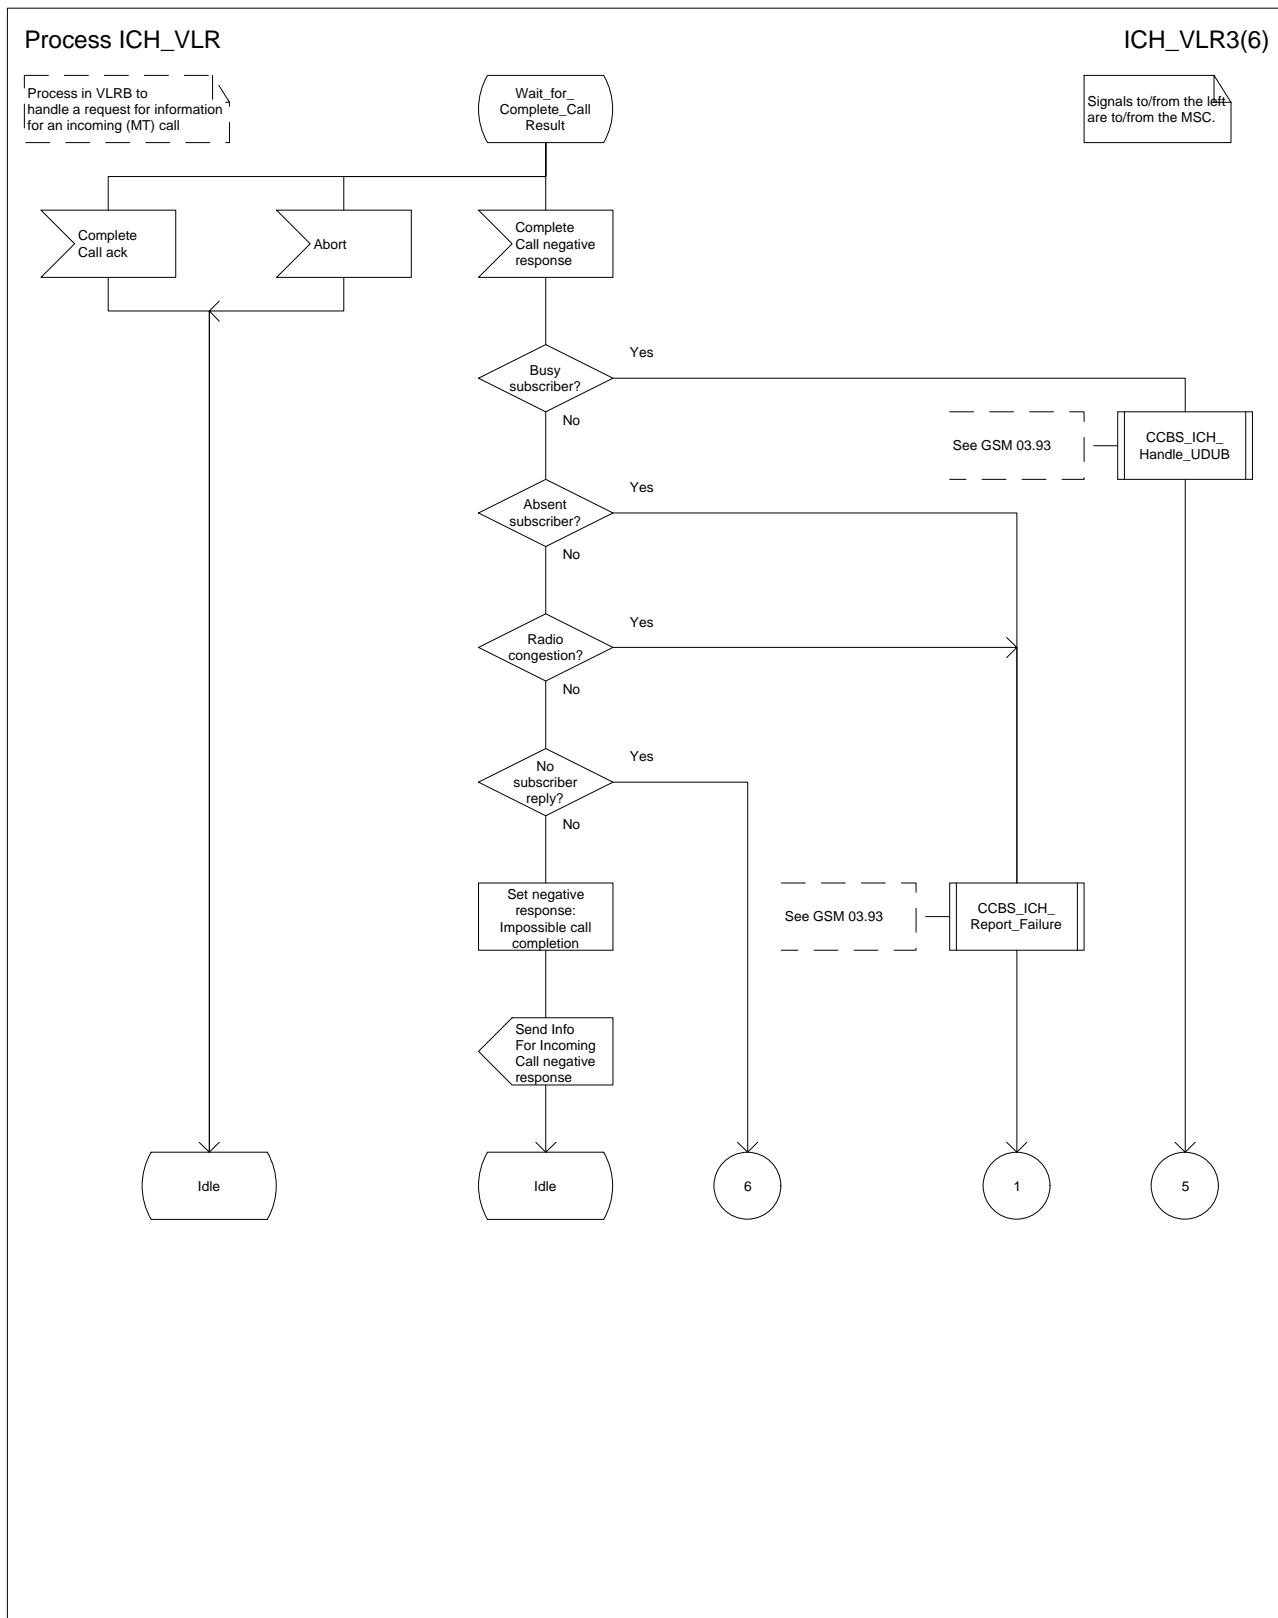 Process ICH_VLR
ICH_VLR3(6)
Process in VLRB to
handle a request for information
for an incoming (MT) call
Wait_for_
Complete_Call
Result
Signals to/from the left
are to/from the MSC.
Complete
Call ack
Abort
Complete
Call negative
response
Yes
Busy
subscriber?
No
See GSM 03.93
CCBS_ICH_
Handle_UDUB
Yes
Absent
subscriber?
No
Yes
Radio
congestion?
No
Yes
No
subscriber
reply?
No
Set negative
response:
Impossible call
completion
See GSM 03.93
CCBS_ICH_
Report_Failure
Send Info
For Incoming
Call negative
response
Idle
Idle
6
1
5